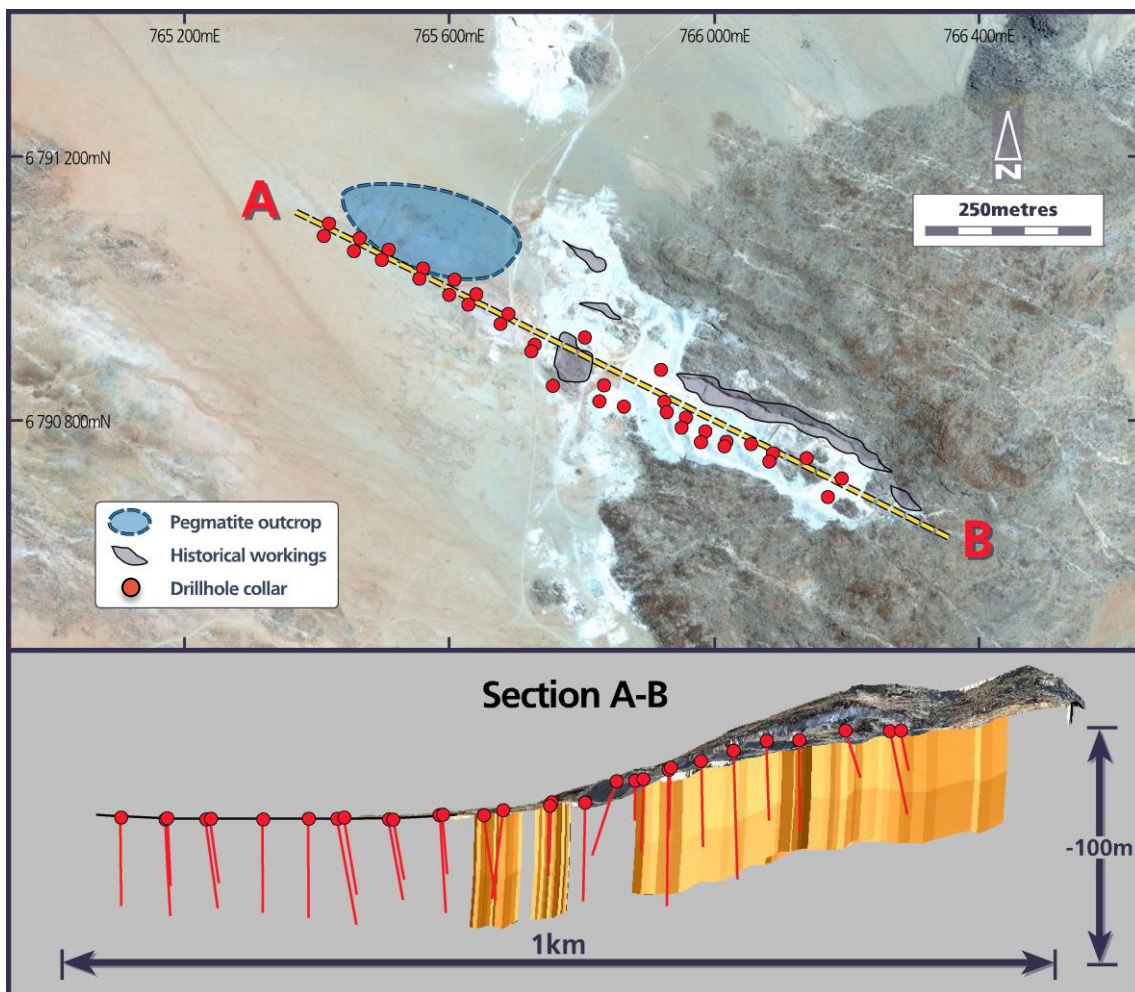 765 200mE
765 600mE
766 000mE
766 400mE
6 791 200mN
A
N
250metres
6 790 800mN
B
Pegmatite outcrop
Historical workings
Drillhole collar
Section A-B
-100m
1km